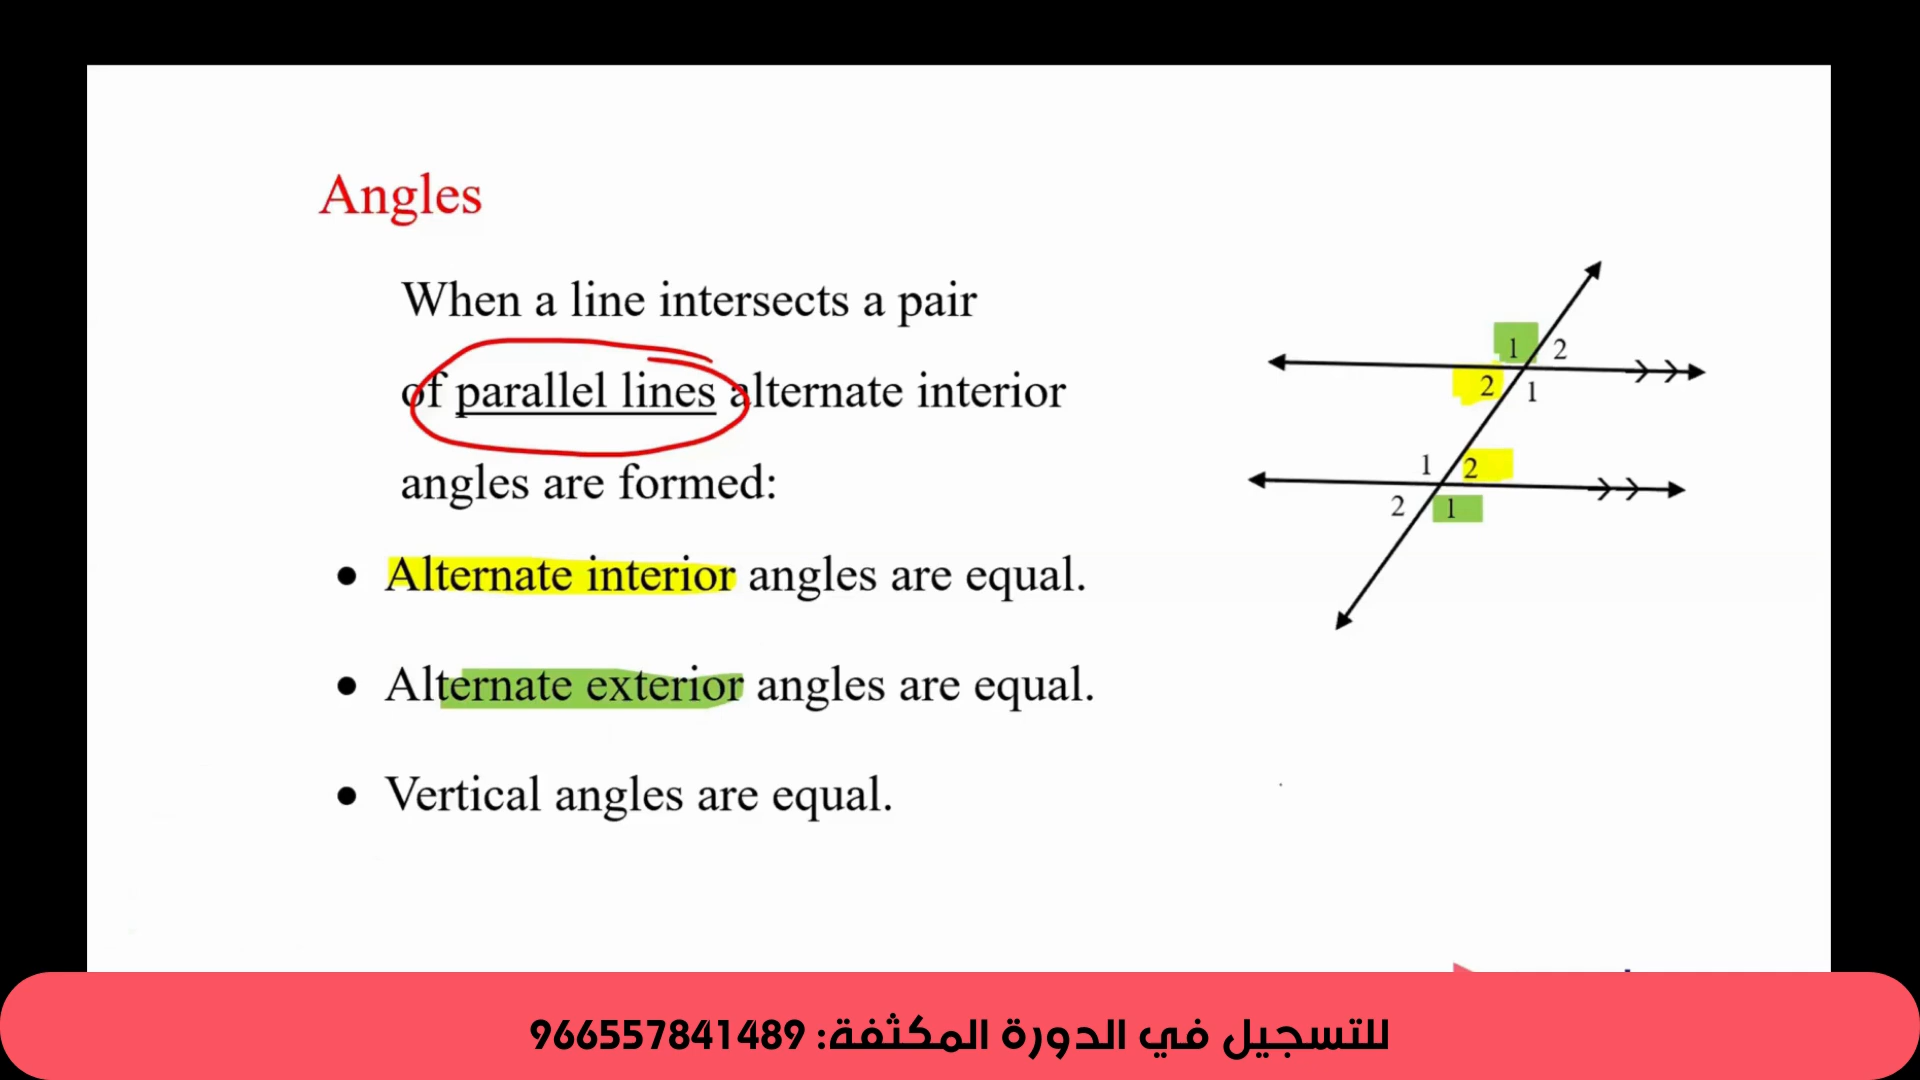 Angles
When a line intersects a pair
of parallel lines alternate interior
angles are formed:
• Alternate interior angles are equal.
• Alternate exterior angles are equal.
• Vertical angles are equal.
1 2
2 1
1 2
2 1
للتسجيل في الدورة المكثفة: 966557841489